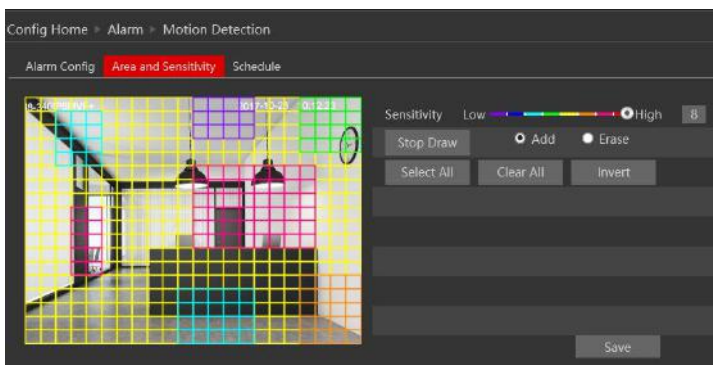 Config Home ▸ Alarm ▸ Motion Detection
Alarm Config Area and Sensitivity Schedule
Sensitivity Low High 8
Stop Draw Add Erase
Select All Clear All Invert
Save